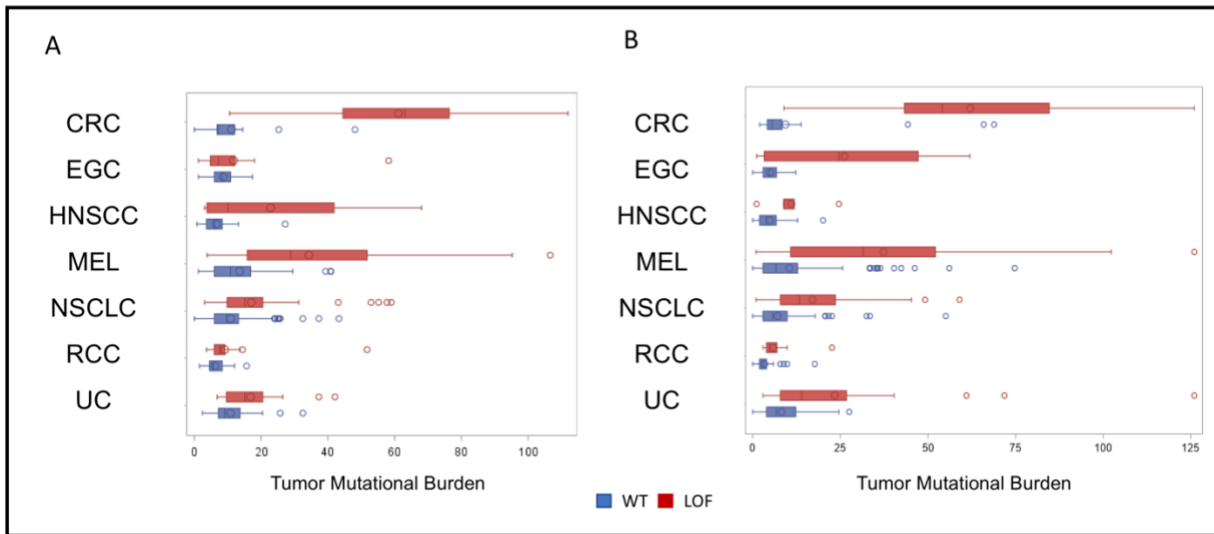 A
B
CRC
EGC
HNSCC
MEL
NSCLC
RCC
UC
0 20 40 60 80 100
Tumor Mutational Burden
CRC
EGC
HNSCC
MEL
NSCLC
RCC
UC
0 25 50 75 100 125
Tumor Mutational Burden
WT LOF